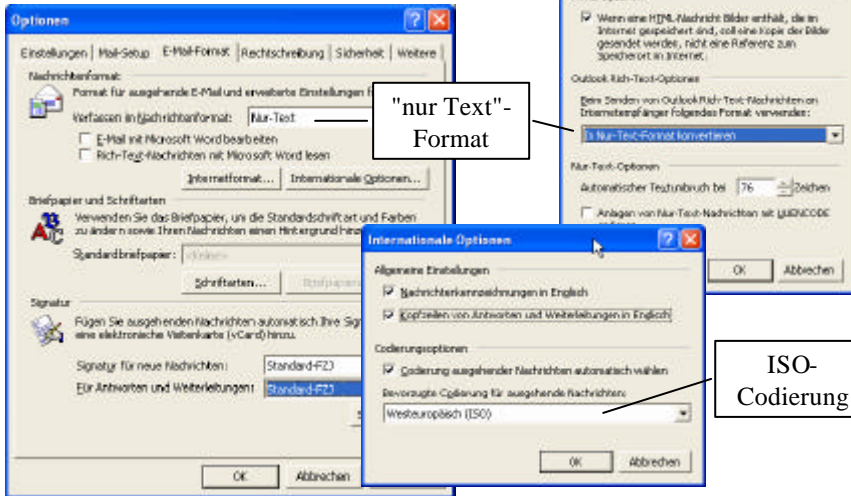 Optionen
Einstellungen | Mail-Setup | E-Mail-Format | Rechtschreibung | Sicherheit | Weitere
Nachrichtenformat
Format für ausgehende E-Mail und erweiterte Einstellungen
Verfassen im Nachrichtenformat: Nur-Text
E-Mail mit Microsoft Word bearbeiten
Rich-Text-Nachrichten mit Microsoft Word lesen
Internetformat... Internationale Optionen...
Briefpapier und Schriftarten
Verwenden Sie das Briefpapier, um die Standardschriftart und Farben
zu ändern sowie Ihren Nachrichten einen Hintergrund
Standardbriefpapier: <Keine>
Schriftarten...
Signatur
Fügen Sie ausgehenden Nachrichten automatisch Ihre
eine elektronische Visitenkarte (vCard) hinzu.
Signatur für neue Nachrichten: Standard-FZJ
Für Antworten und Weiterleitungen: Standard-FZJ
OK Abbrechen
"nur Text"-
Format
Wenn eine HTML-Nachricht Bilder enthält, die im
Internet gespeichert sind, soll eine Kopie der Bilder
gesendet werden, nicht eine Referenz zum
Speicherort im Internet.
Outlook Rich-Text-Optionen
Beim Senden von Outlook Rich-Text-Nachrichten an
Internetempfänger folgendes Format verwenden:
In Nur-Text-Format konvertieren
Nur-Text-Optionen
Automatischer Textumbruch bei 76 Zeichen
Anlagen von Nur-Text-Nachrichten mit UUENCODE
OK Abbrechen
Internationale Optionen
Allgemeine Einstellungen
Nachrichtenkennzeichnungen in Englisch
Kopfzeilen von Antworten und Weiterleitungen in Englisch
Codierungsoptionen
Codierung ausgehender Nachrichten automatisch wählen
Bevorzugte Codierung für ausgehende Nachrichten:
Westeuropäisch (ISO)
OK Abbrechen
ISO-
Codierung